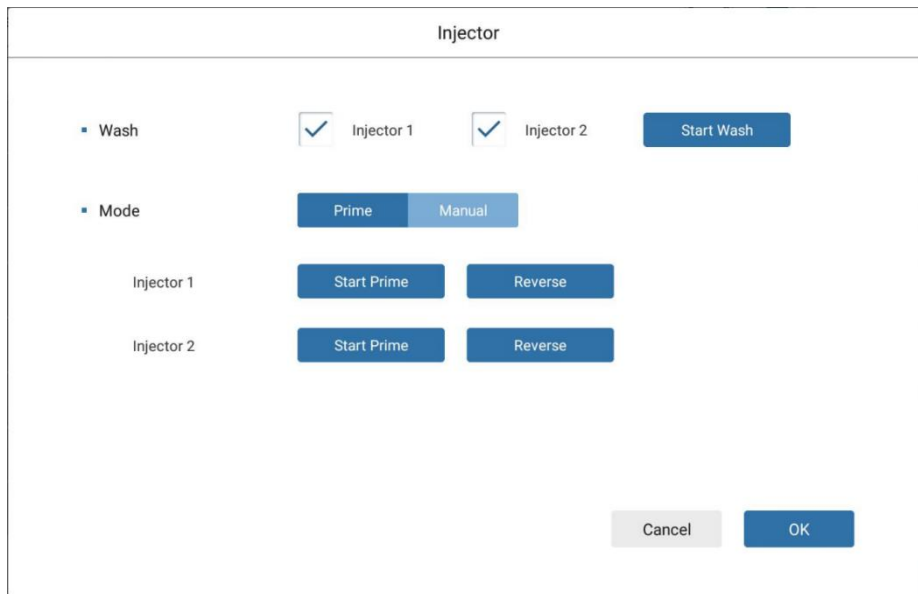 Injector
Wash Injector 1 Injector 2 Start Wash
Mode Prime Manual
Injector 1 Start Prime Reverse
Injector 2 Start Prime Reverse
Cancel OK